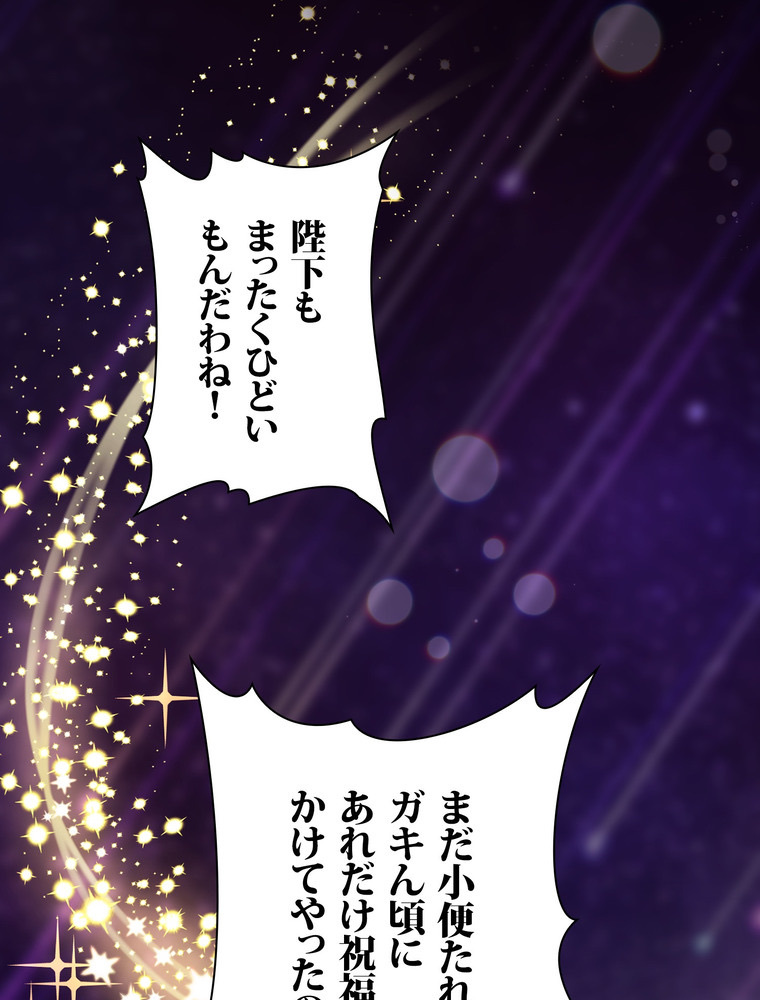 陛下も
まったくひどい
もんだわね！
まだ小便たれ
ガキん頃に
あれだけ祝福
かけてやった